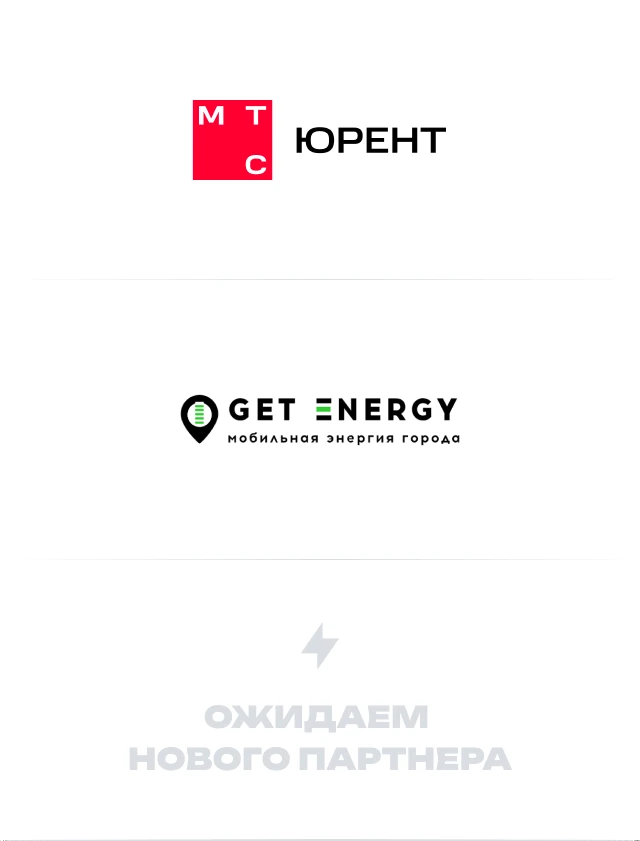 М Т
С
ЮРЕНТ
GET ENERGY
мобильная энергия города
ОЖИДАЕМ
НОВОГО ПАРТНЕРА